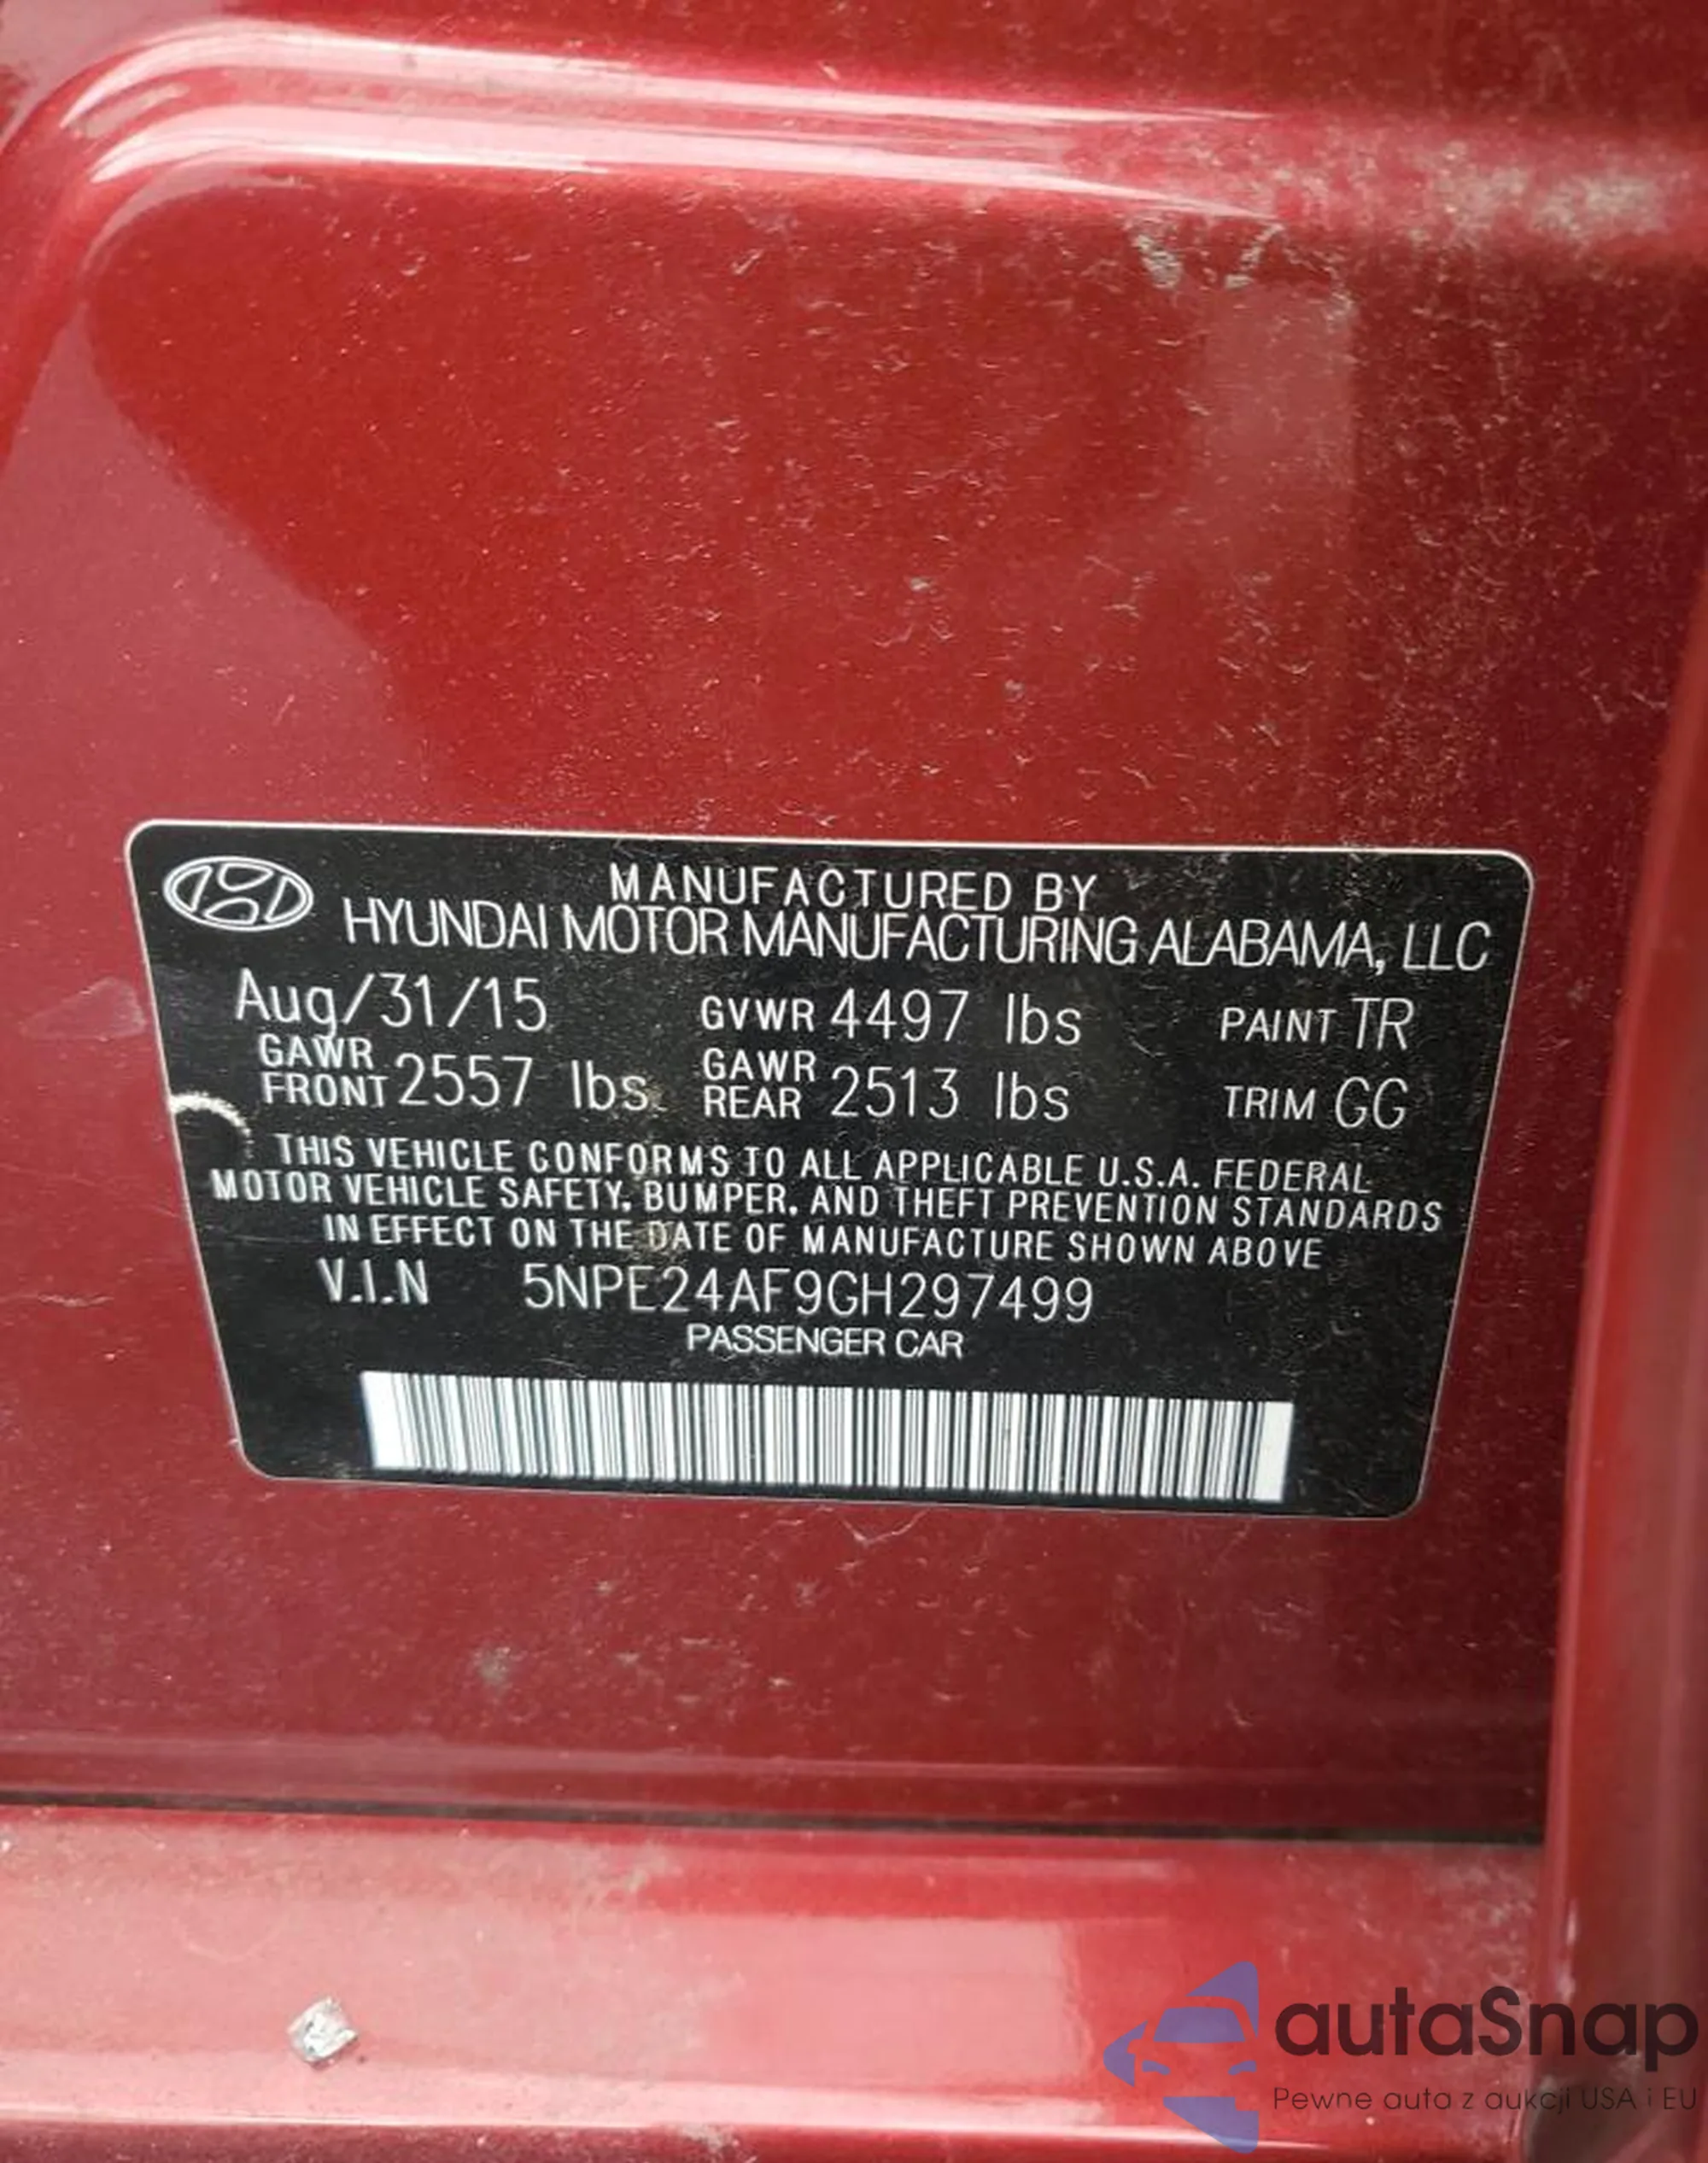 MANUFACTURED BY
HYUNDAI MOTOR MANUFACTURING ALABAMA, LLC
Aug/31/15 GVWR 4497 lbs PAINT TR
GAWR FRONT 2557 lbs GAWR REAR 2513 lbs TRIM GG
THIS VEHICLE CONFORMS TO ALL APPLICABLE U.S.A. FEDERAL
MOTOR VEHICLE SAFETY, BUMPER, AND THEFT PREVENTION STANDARDS
IN EFFECT ON THE DATE OF MANUFACTURE SHOWN ABOVE
V.I.N 5NPE24AF9GH297499
PASSENGER CAR
autaSnap
Pewne auta z aukcji USA i EU